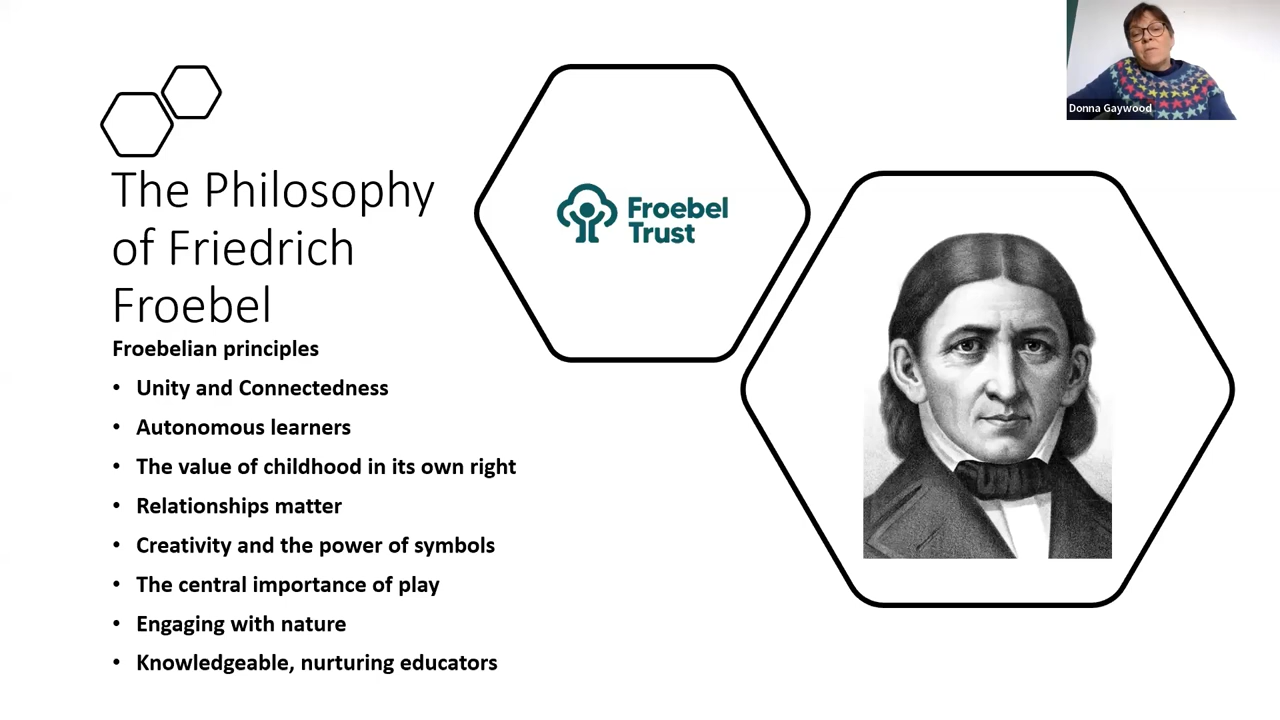 The Philosophy
of Friedrich
Froebel
Froebelian principles
• Unity and Connectedness
• Autonomous learners
• The value of childhood in its own right
• Relationships matter
• Creativity and the power of symbols
• The central importance of play
• Engaging with nature
• Knowledgeable, nurturing educators
Froebel
Trust
Donna Gaywood